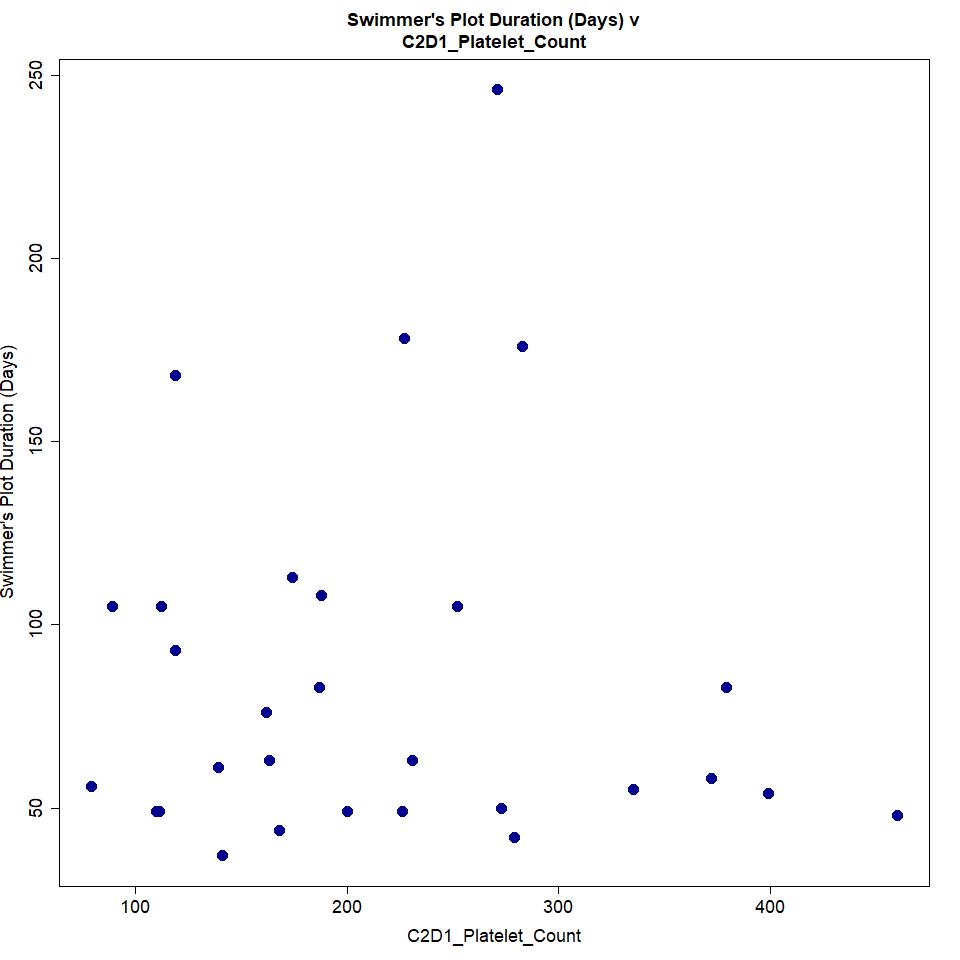 Swimmer's Plot Duration (Days) v
C2D1_Platelet_Count
Swimmer's Plot Duration (Days)
250
200
150
100
50
100 200 300 400
C2D1_Platelet_Count